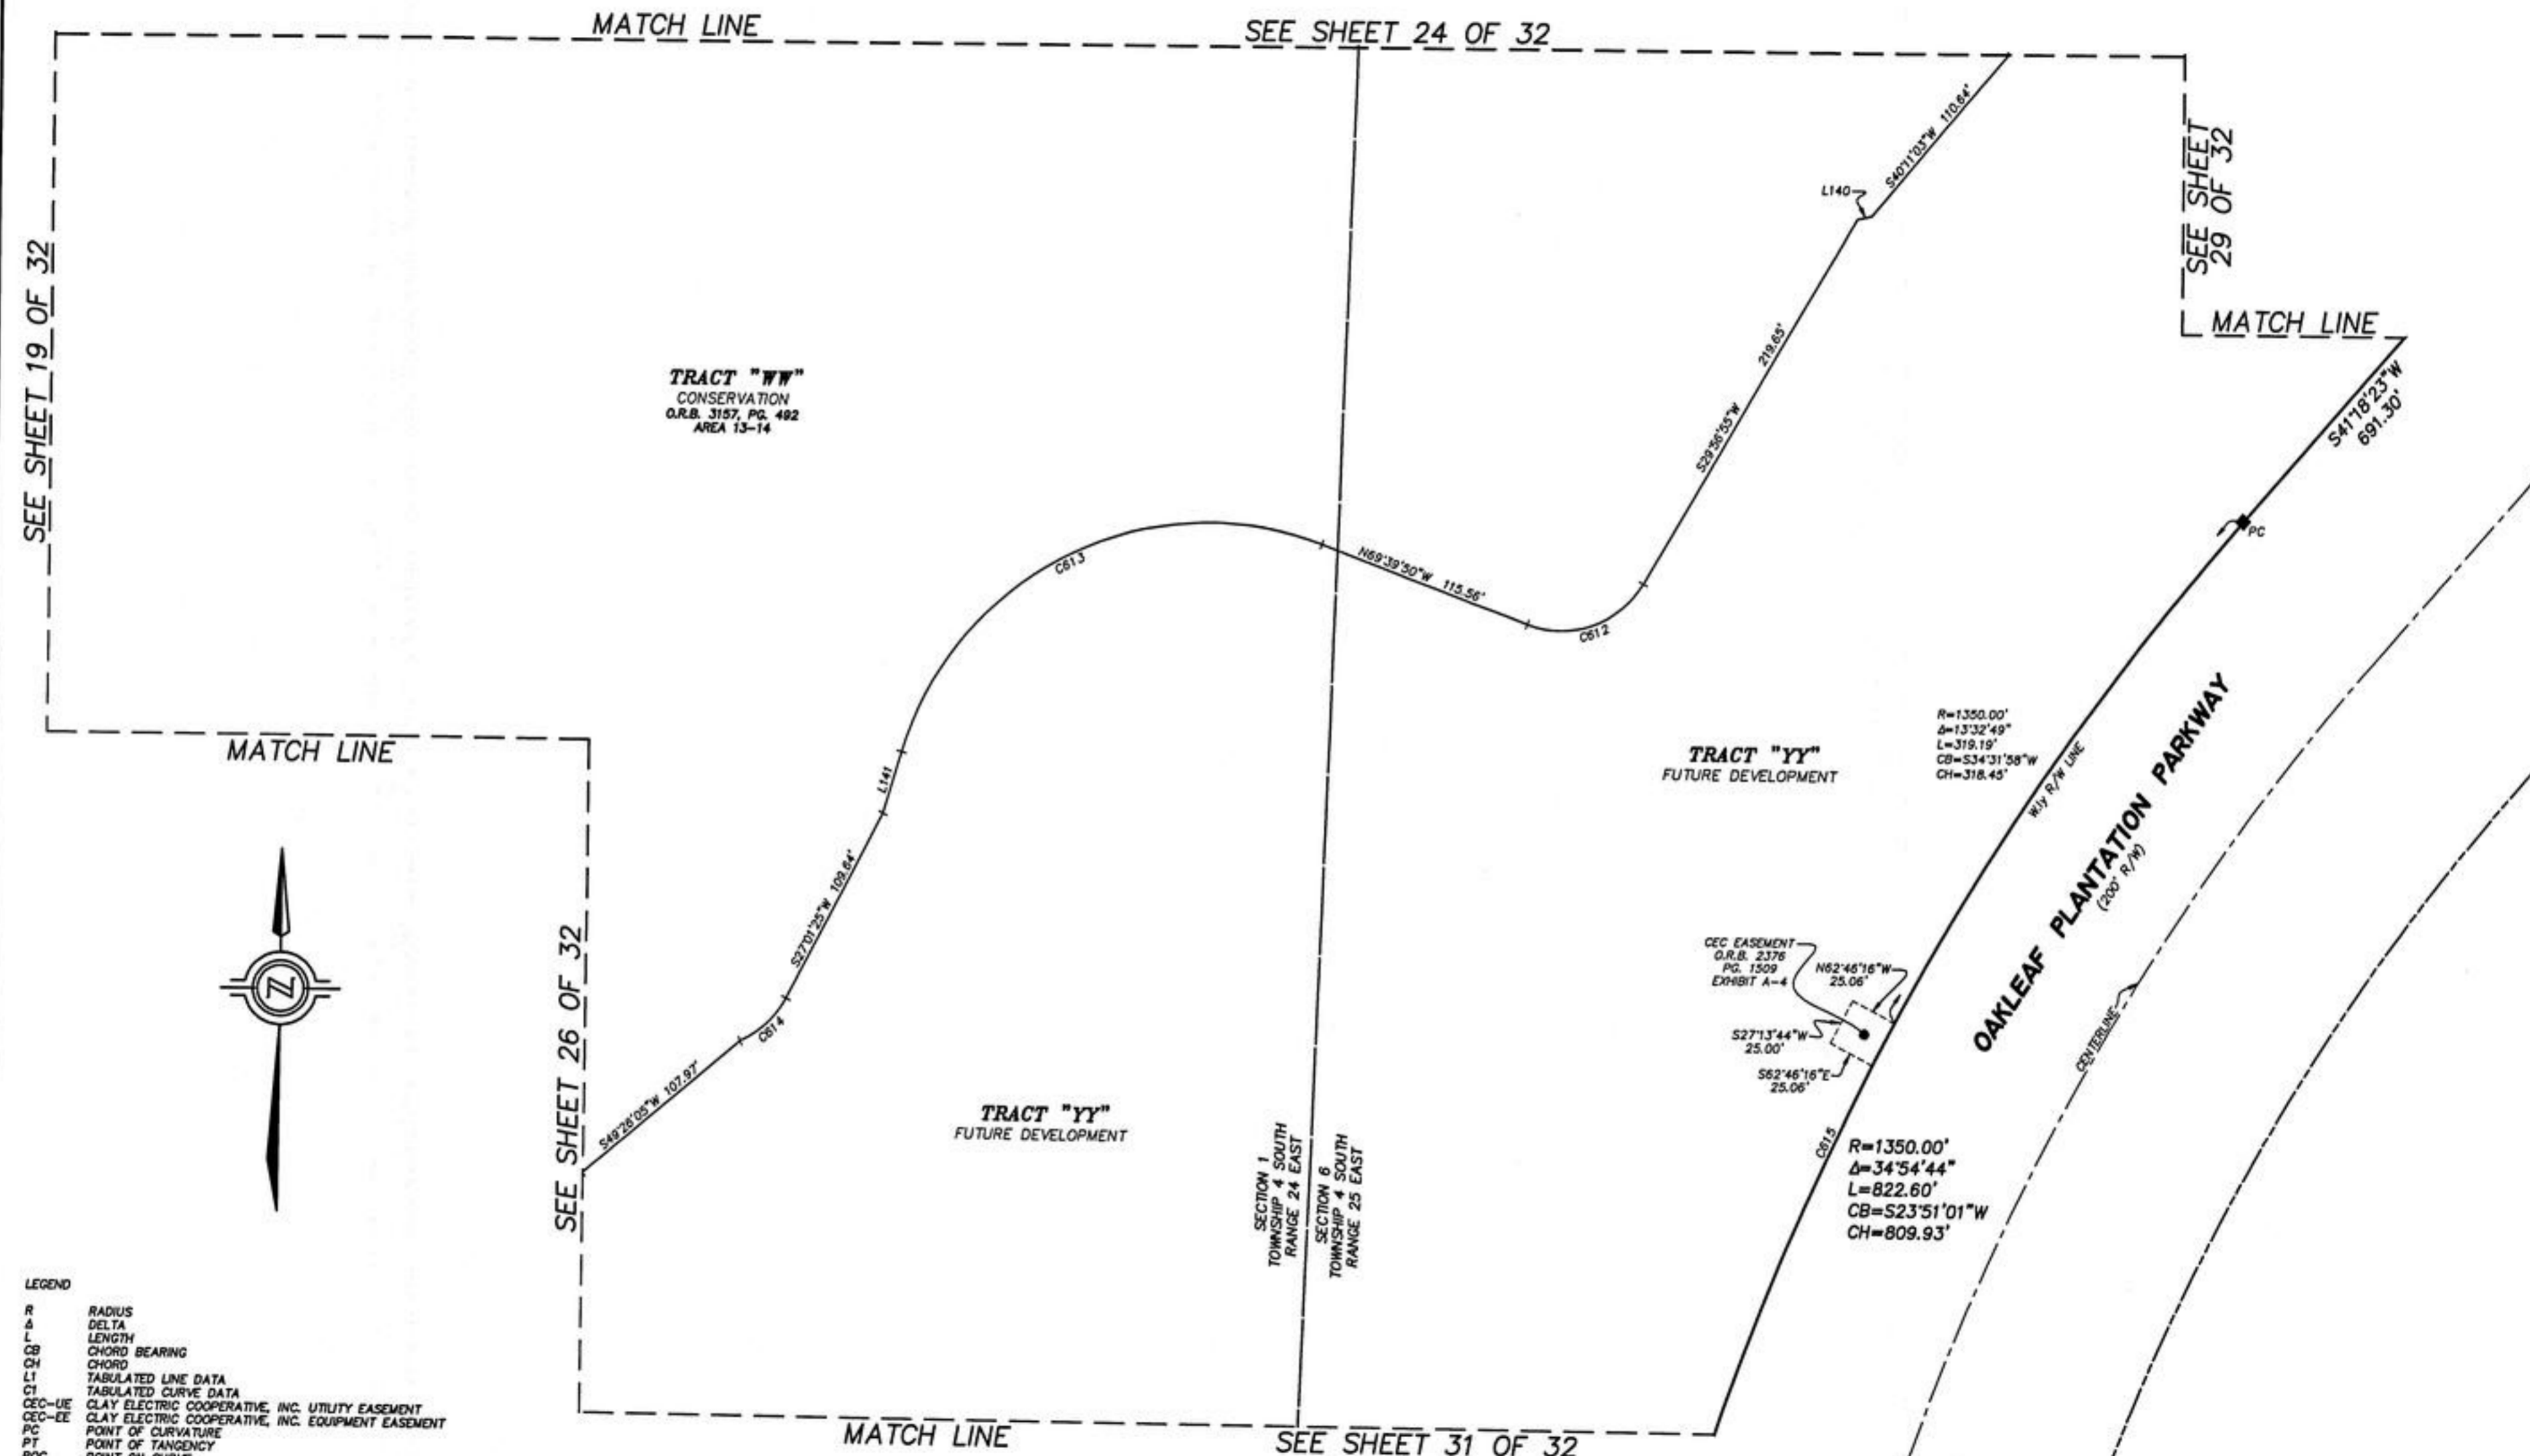 MATCH LINE
SEE SHEET 24 OF 32
SEE SHEET 19 OF 32
SEE SHEET
29 OF 32
MATCH LINE
S40°11'03"W 110.64'
L140
S29°56'55"W 219.65'
S41°18'23"W
691.30'
PC
TRACT "WW"
CONSERVATION
O.R.B. 3157, PG. 492
AREA 13-14
C613
N69°39'50"W 115.56'
C612
MATCH LINE
L141
S27°01'25"W 109.64'
C614
S49°26'05"W 107.97'
SEE SHEET 26 OF 32
TRACT "YY"
FUTURE DEVELOPMENT
R=1350.00'
Δ=13°32'49"
L=319.19'
CB=S34°31'58"W
CH=318.45'
W.ly R/W LINE
OAKLEAF PLANTATION PARKWAY
(200' R/W)
CENTERLINE
CEC EASEMENT
O.R.B. 2376
PG. 1509
EXHIBIT A-4
N62°46'16"W
25.06'
S27°13'44"W
25.00'
S62°46'16"E
25.06'
C615
R=1350.00'
Δ=34°54'44"
L=822.60'
CB=S23°51'01"W
CH=809.93'
TRACT "YY"
FUTURE DEVELOPMENT
SECTION 1
TOWNSHIP 4 SOUTH
RANGE 24 EAST
SECTION 6
TOWNSHIP 4 SOUTH
RANGE 25 EAST
N
LEGEND
R RADIUS
Δ DELTA
L LENGTH
CB CHORD BEARING
CH CHORD
L1 TABULATED LINE DATA
C1 TABULATED CURVE DATA
CEC-UE CLAY ELECTRIC COOPERATIVE, INC. UTILITY EASEMENT
CEC-EE CLAY ELECTRIC COOPERATIVE, INC. EQUIPMENT EASEMENT
PC POINT OF CURVATURE
PT POINT OF TANGENCY
MATCH LINE
SEE SHEET 31 OF 32